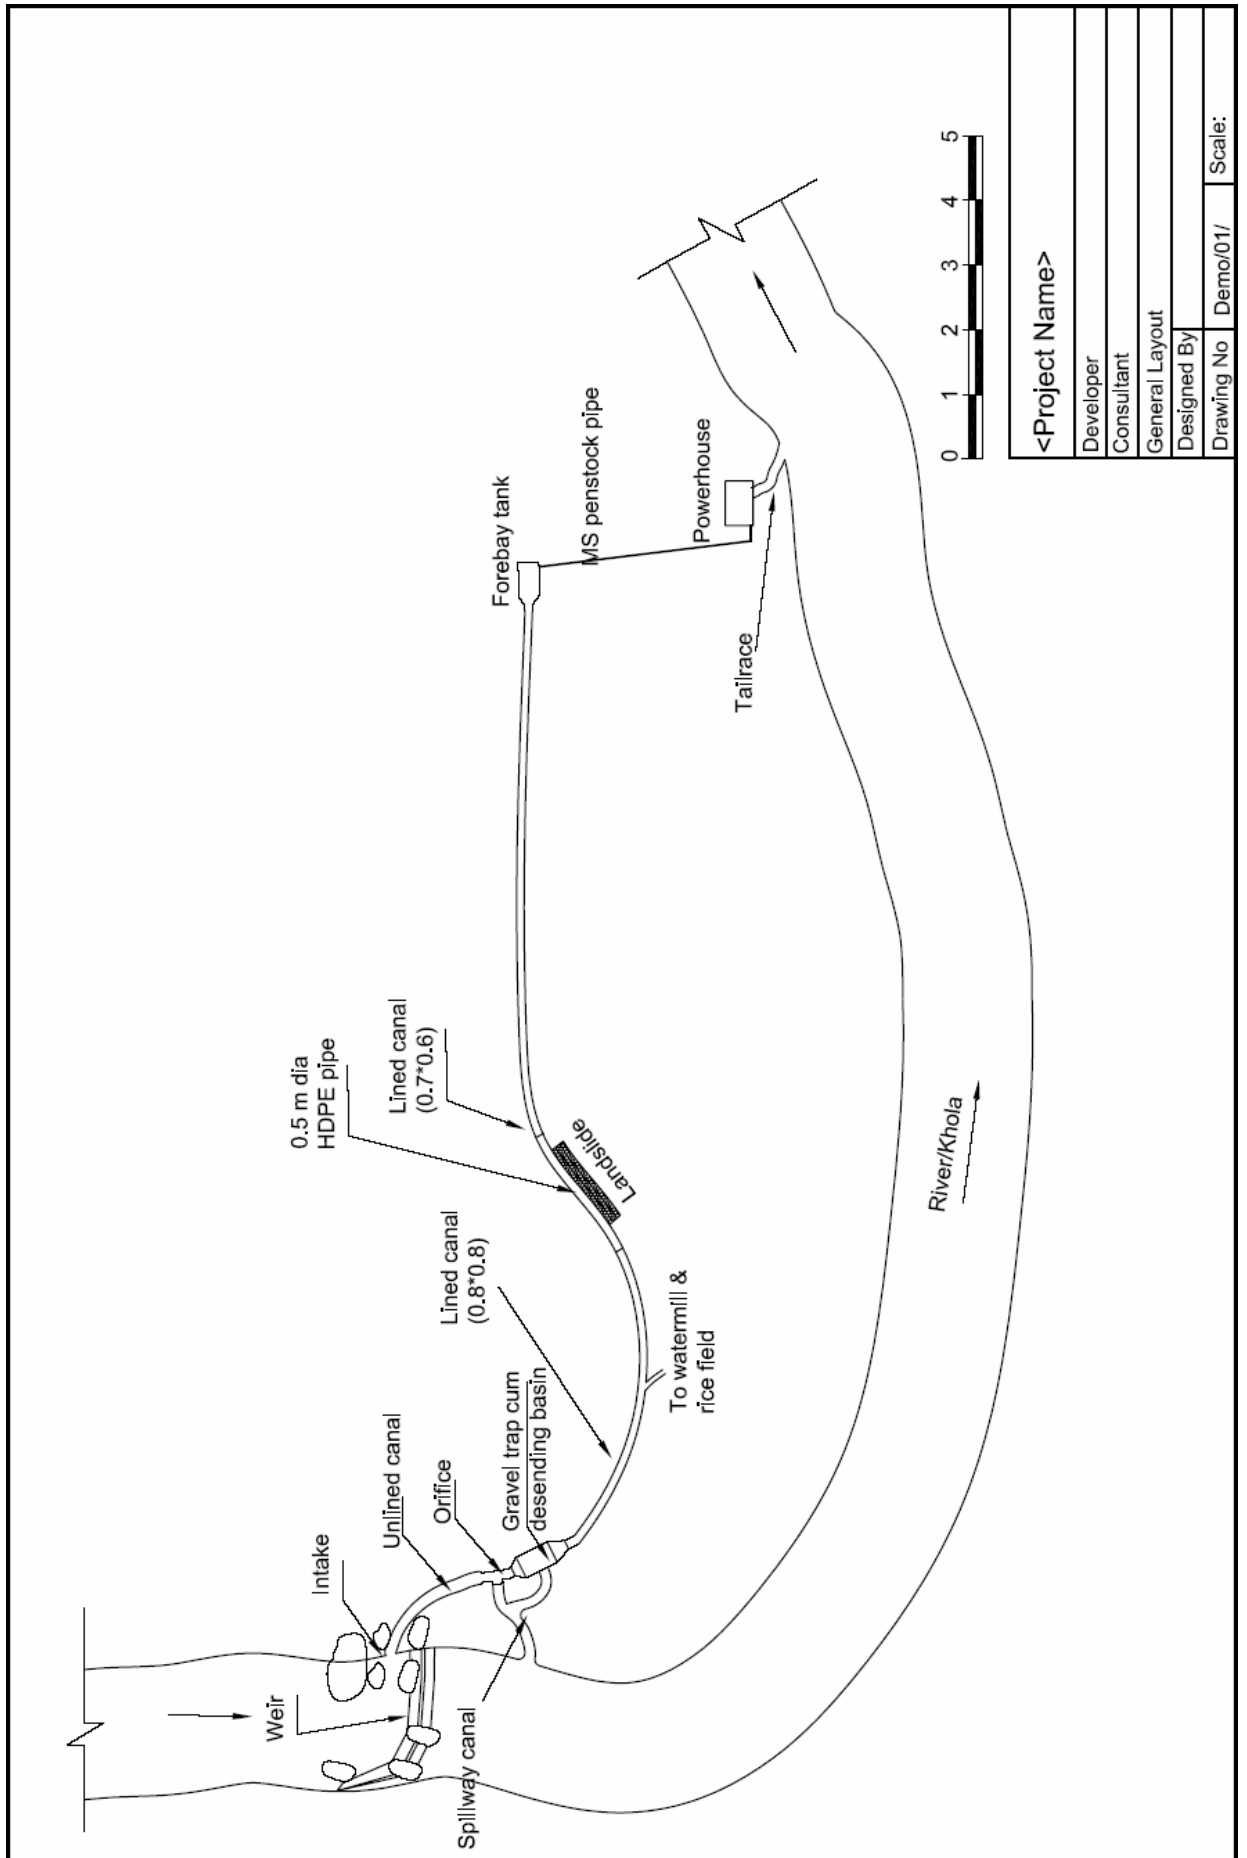 Intake
Unlined canal
Orifice
Gravel trap cum
desending basin
Weir
Spillway canal
Lined canal
(0.8*0.8)
To watermill &
rice field
0.5 m dia
HDPE pipe
Landslide
Lined canal
(0.7*0.6)
Forebay tank
MS penstock pipe
Powerhouse
Tailrace
River/Khola
0 1 2 3 4 5
<Project Name>
Developer
Consultant
General Layout
Designed By
Drawing No Demo/01/ Scale: